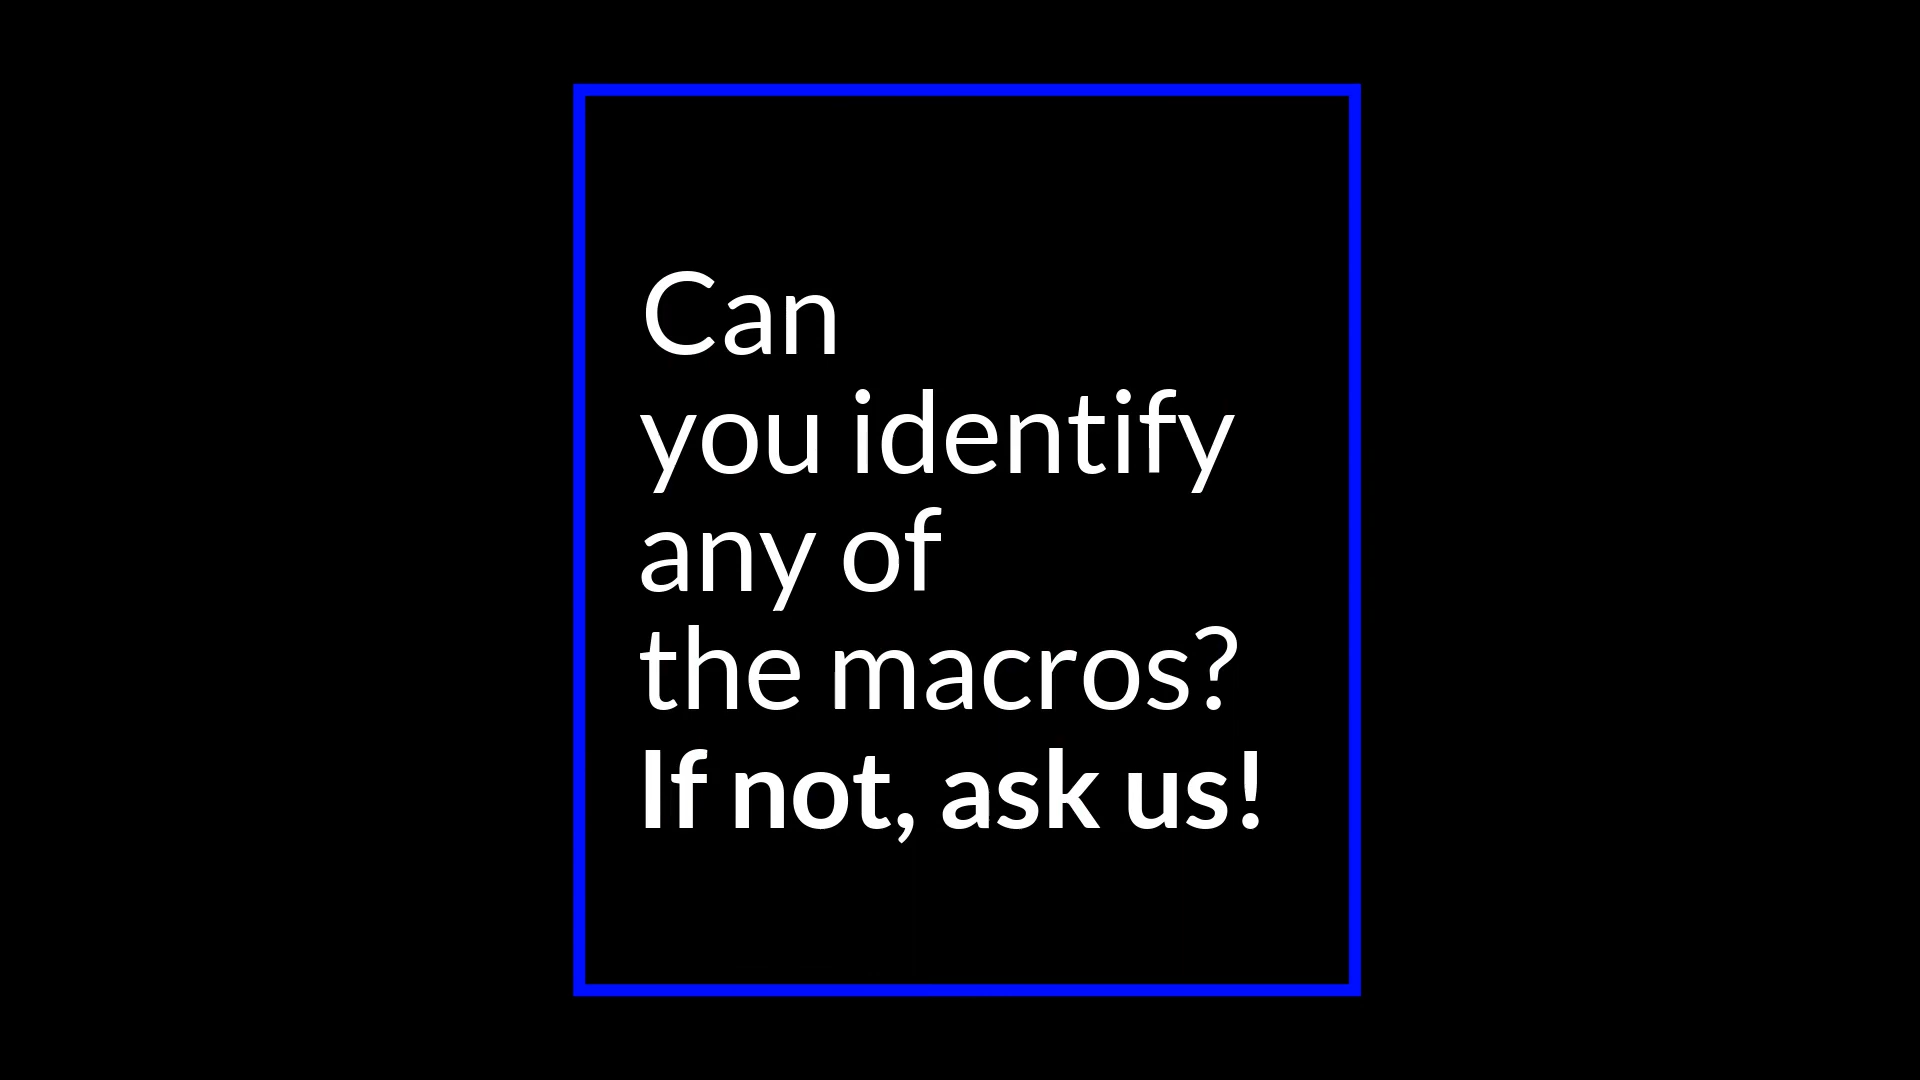 Can
you identify
any of
the macros?
If not, ask us!